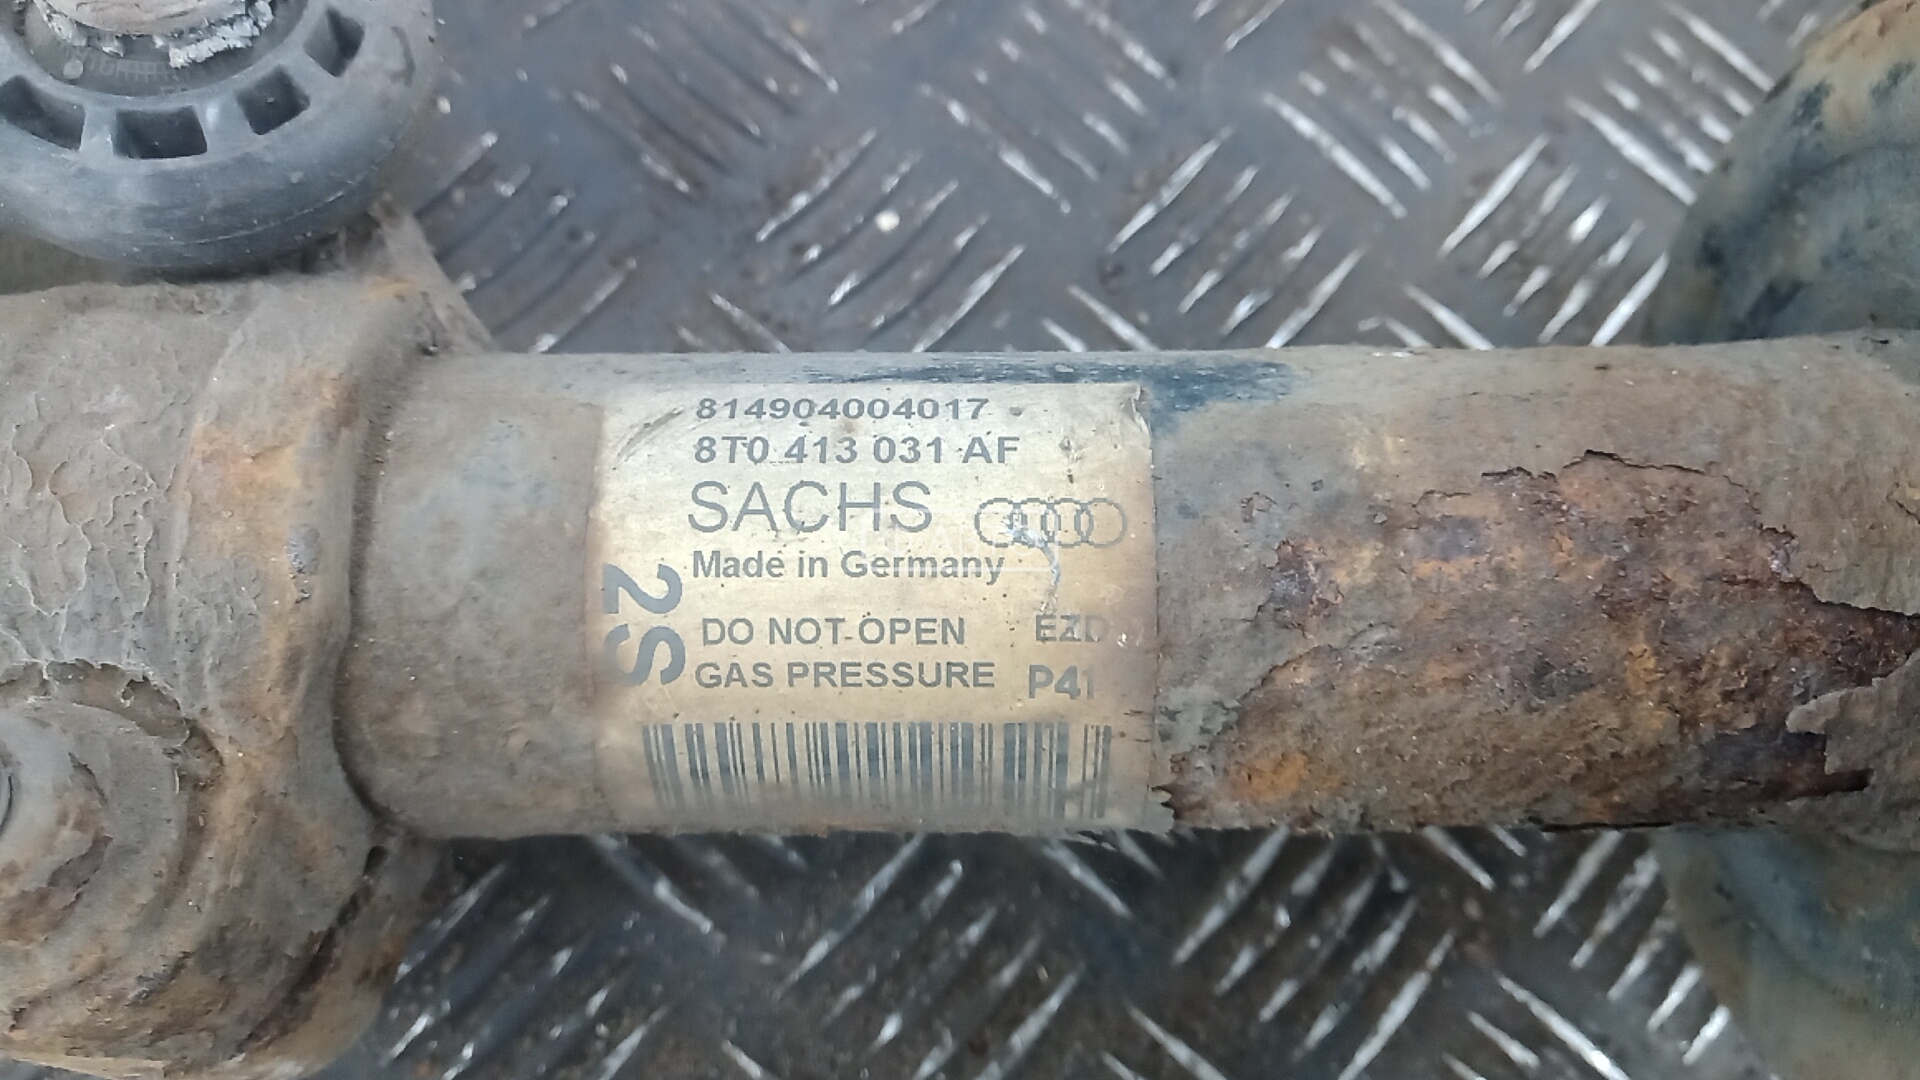 814904004017
8T0 413 031 AF
SACHS
Made in Germany
2S
DO NOT OPEN EZD
GAS PRESSURE P41